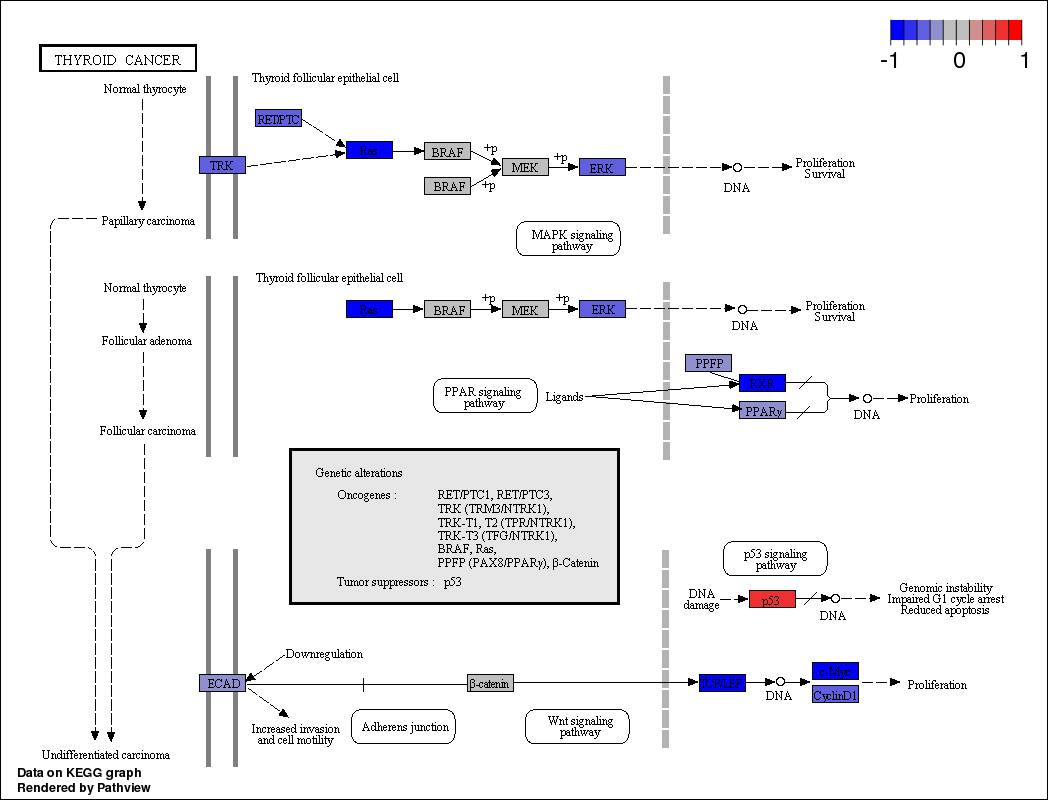 -1 0 1
THYROID CANCER
Normal thyrocyte
Thyroid follicular epithelial cell
RET/PTC
TRK
Ras
BRAF
+p
MEK
+p
ERK
BRAF
+p
DNA
Proliferation
Survival
Papillary carcinoma
MAPK signaling
pathway
Normal thyrocyte
Thyroid follicular epithelial cell
Ras
BRAF
+p
MEK
+p
ERK
DNA
Proliferation
Survival
Follicular adenoma
PPFP
RXR
PPARγ
PPAR signaling
pathway
Ligands
DNA
Proliferation
Follicular carcinoma
Genetic alterations
Oncogenes :
RET/PTC1, RET/PTC3,
TRK (TRM3/NTRK1),
TRK-T1, T2 (TPR/NTRK1),
TRK-T3 (TFG/NTRK1),
BRAF, Ras,
PPFP (PAX8/PPARγ), β-Catenin
Tumor suppressors : p53
p53 signaling
pathway
DNA
damage
p53
DNA
Genomic instability
Impaired G1 cycle arrest
Reduced apoptosis
Downregulation
ECAD
β-catenin
DNA
c-Myc
CyclinD1
Proliferation
Increased invasion
and cell motility
Adherens junction
Wnt signaling
pathway
Undifferentiated carcinoma
Data on KEGG graph
Rendered by Pathview